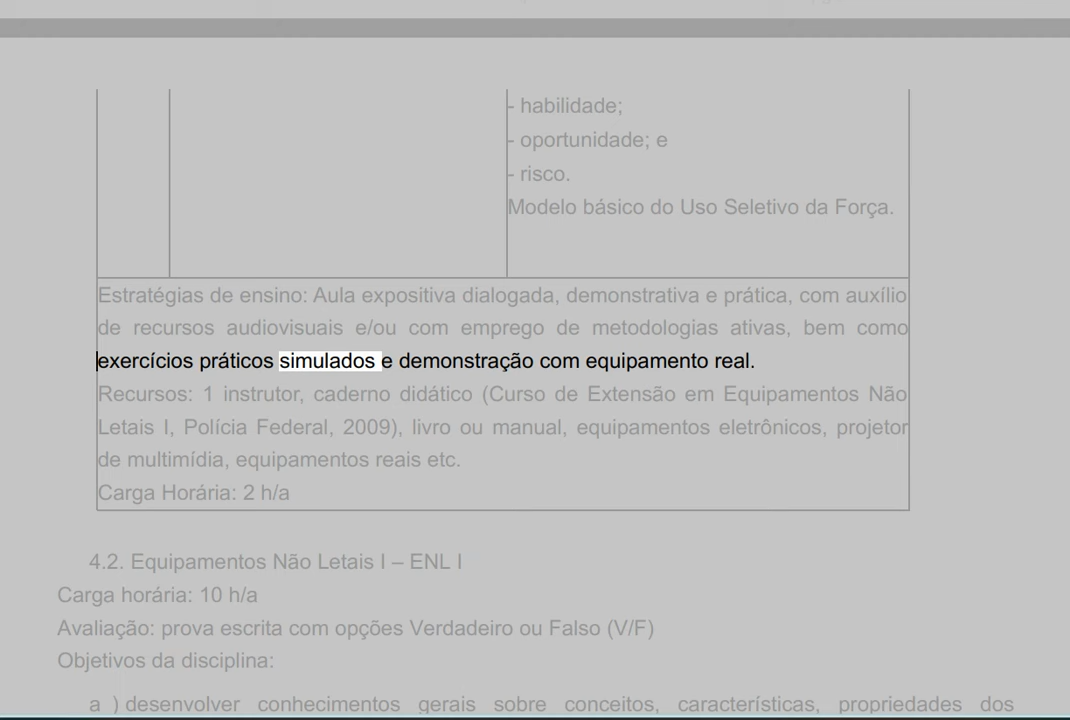 - habilidade;
- oportunidade; e
- risco.
Modelo básico do Uso Seletivo da Força.
Estratégias de ensino: Aula expositiva dialogada, demonstrativa e prática, com auxílio
de recursos audiovisuais e/ou com emprego de metodologias ativas, bem como
exercícios práticos simulados e demonstração com equipamento real.
Recursos: 1 instrutor, caderno didático (Curso de Extensão em Equipamentos Não
Letais I, Polícia Federal, 2009), livro ou manual, equipamentos eletrônicos, projetor
de multimídia, equipamentos reais etc.
Carga Horária: 2 h/a
4.2. Equipamentos Não Letais I – ENL I
Carga horária: 10 h/a
Avaliação: prova escrita com opções Verdadeiro ou Falso (V/F)
Objetivos da disciplina:
a ) desenvolver conhecimentos gerais sobre conceitos, características, propriedades dos